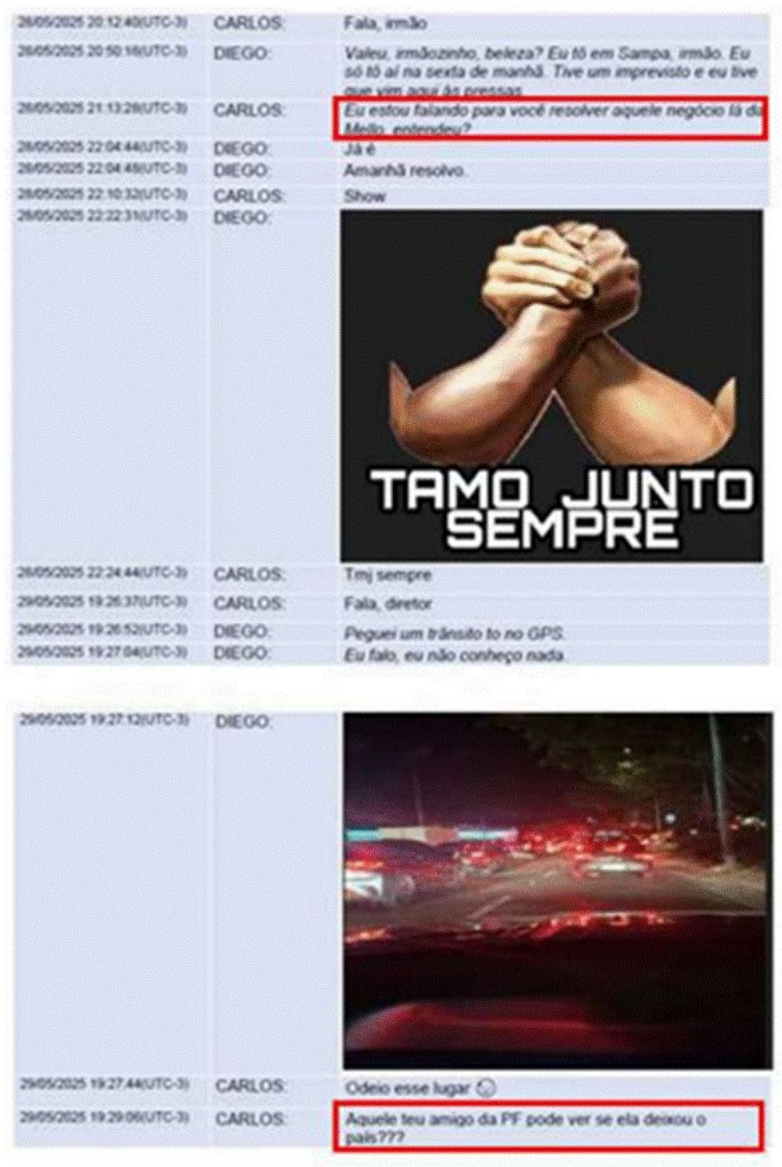 28/05/2025 20:12:40(UTC-3) CARLOS: Fala, irmão
28/05/2025 20:50:16(UTC-3) DIEGO: Valeu, irmãozinho, beleza? Eu tô em Sampa, irmão. Eu
só tô aí na sexta de manhã. Tive um imprevisto e eu tive
que vim aqui às pressas
28/05/2025 21:13:28(UTC-3) CARLOS: Eu estou falando para você resolver aquele negócio lá da
Mello, entendeu?
28/05/2025 22:04:44(UTC-3) DIEGO: Já é
28/05/2025 22:04:48(UTC-3) DIEGO: Amanhã resolvo.
28/05/2025 22:10:32(UTC-3) CARLOS: Show
28/05/2025 22:22:31(UTC-3) DIEGO:
TAMO JUNTO
SEMPRE
28/05/2025 22:24:44(UTC-3) CARLOS: Tmj sempre
29/05/2025 19:26:37(UTC-3) CARLOS: Fala, diretor
29/05/2025 19:26:52(UTC-3) DIEGO: Peguei um trânsito to no GPS.
29/05/2025 19:27:04(UTC-3) DIEGO: Eu falo, eu não conheço nada.
29/05/2025 19:27:12(UTC-3) DIEGO:
29/05/2025 19:27:44(UTC-3) CARLOS: Odeio esse lugar
29/05/2025 19:29:06(UTC-3) CARLOS: Aquele teu amigo da PF pode ver se ela deixou o
país???